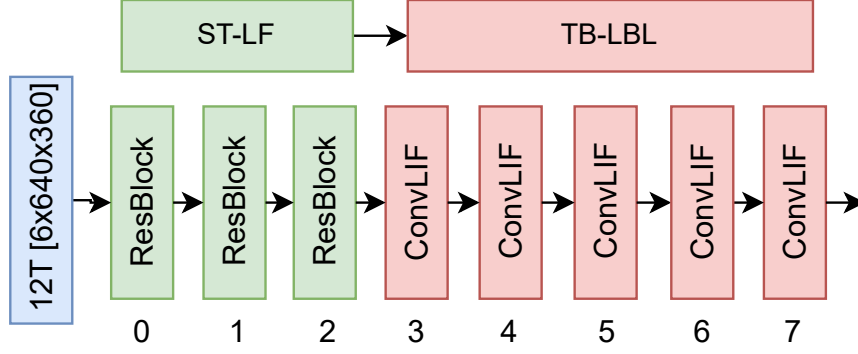 ST-LF
TB-LBL
12T [6x640x360]
ResBlock
ResBlock
ResBlock
ConvLIF
ConvLIF
ConvLIF
ConvLIF
ConvLIF
0
1
2
3
4
5
6
7